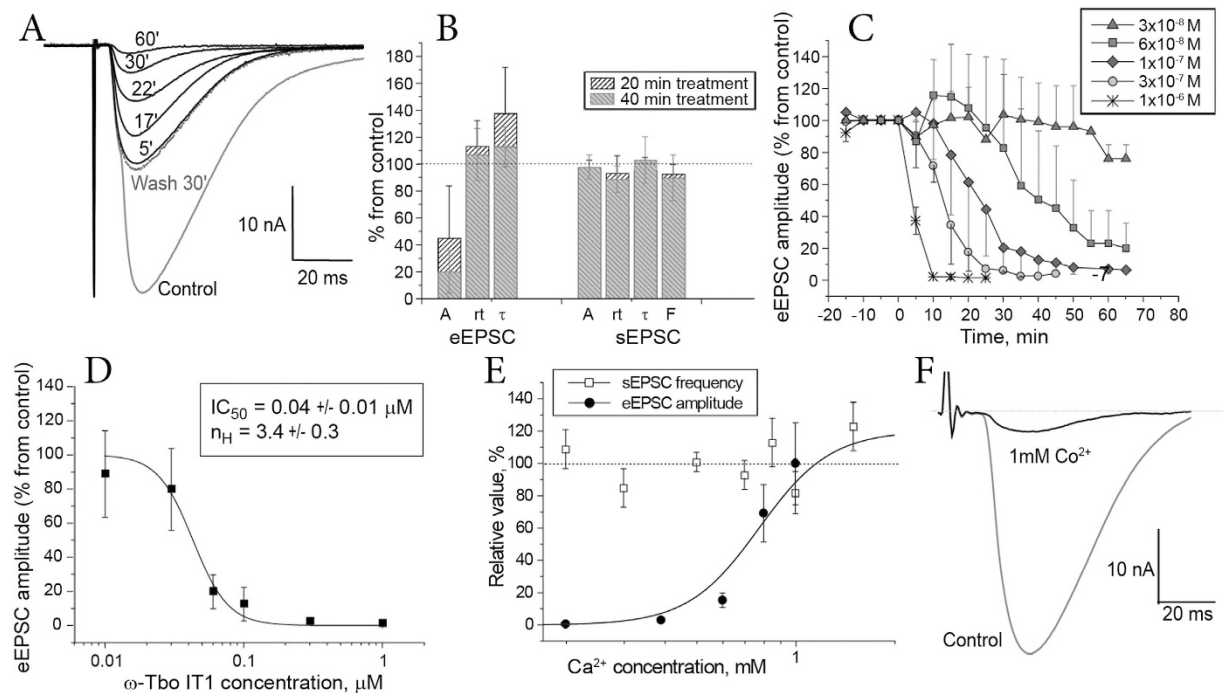 A
60'
30'
22'
17'
5'
Wash 30'
Control
10 nA
20 ms
B
% from control
200
180
160
140
120
100
80
60
40
20
0
20 min treatment
40 min treatment
A rt τ
eEPSC
A rt τ F
sEPSC
C
eEPSC amplitude (% from control)
140
120
100
80
60
40
20
0
3x10⁻⁸ M
6x10⁻⁸ M
1x10⁻⁷ M
3x10⁻⁷ M
1x10⁻⁶ M
-7
-20 -10 0 10 20 30 40 50 60 70 80
Time, min
D
eEPSC amplitude (% from control)
140
120
100
80
60
40
20
0
IC₅₀ = 0.04 +/- 0.01 μM
n_H = 3.4 +/- 0.3
0.01 0.1 1
ω-Tbo IT1 concentration, μM
E
sEPSC frequency
eEPSC amplitude
Relative value, %
140
120
110
100
80
60
40
20
0
1
Ca²⁺ concentration, mM
F
1mM Co²⁺
Control
10 nA
20 ms